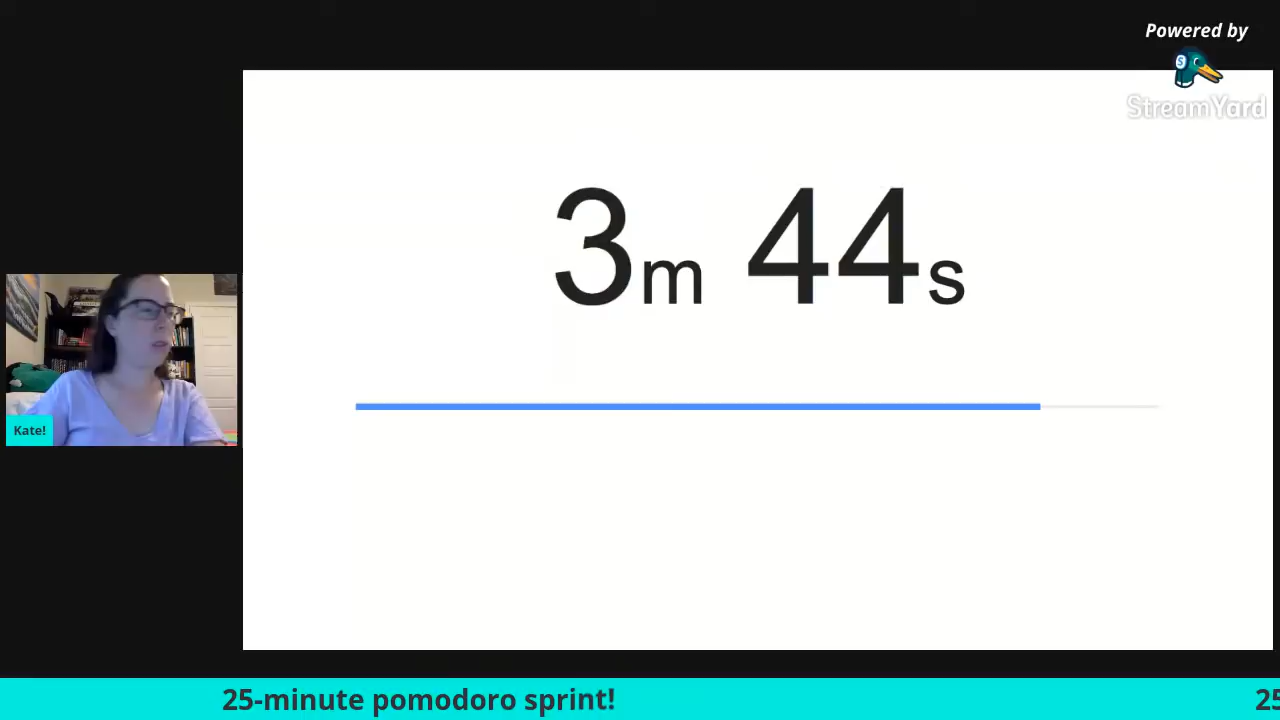 Powered by
StreamYard
3m 44s
Kate!
25-minute pomodoro sprint!
25